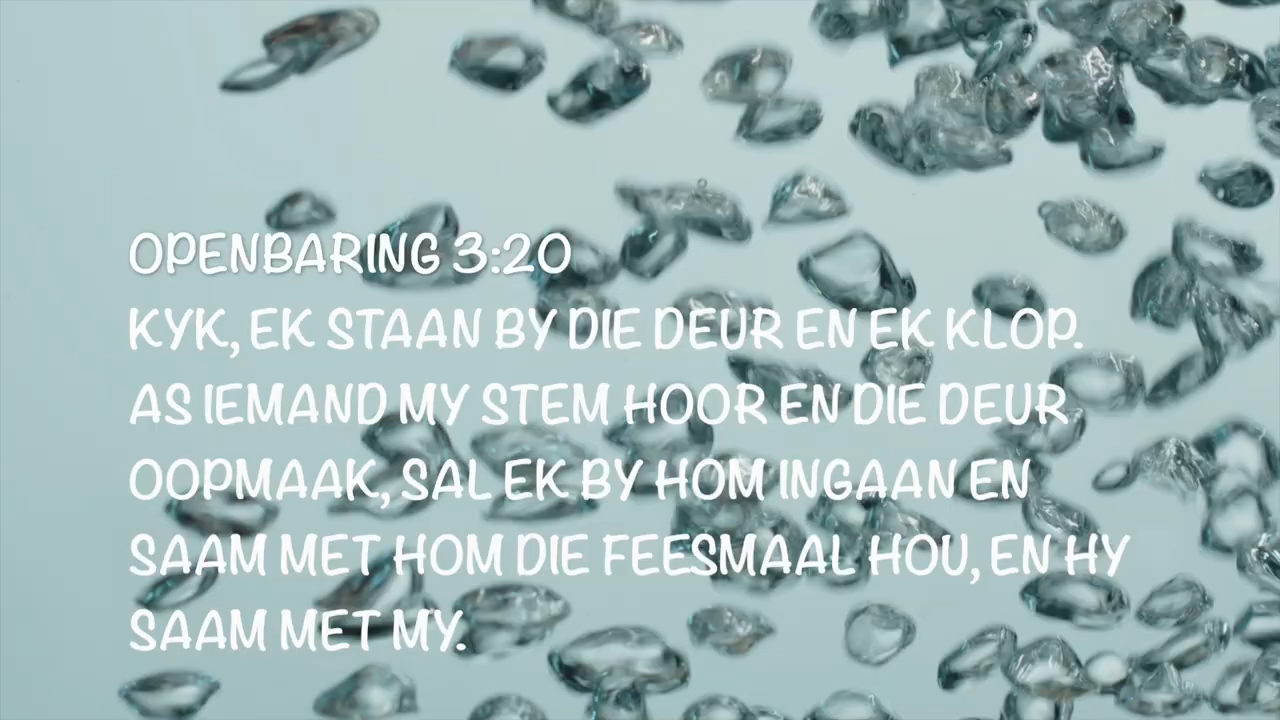 OPENBARING 3:20
KYK, EK STAAN BY DIE DEUR EN EK KLOP.
AS IEMAND MY STEM HOOR EN DIE DEUR
OOPMAAK, SAL EK BY HOM INGAAN EN
SAAM MET HOM DIE FEESMAAL HOU, EN HY
SAAM MET MY.